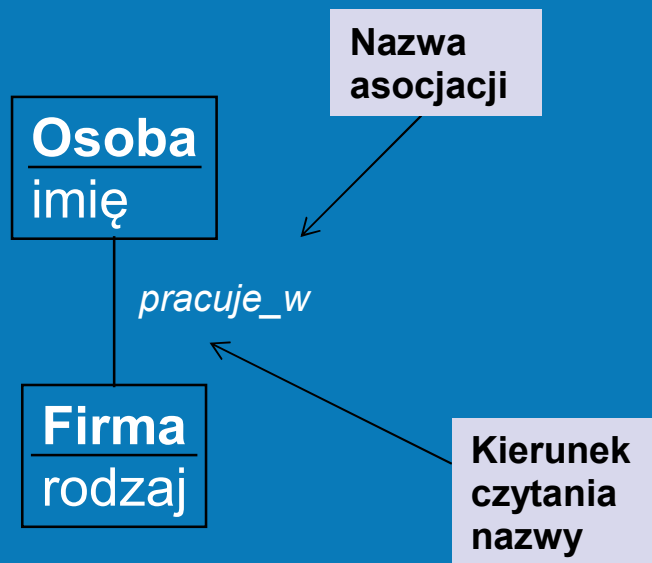 Nazwa
asocjacji
Osoba
imię
pracuje_w
Firma
rodzaj
Kierunek
czytania
nazwy